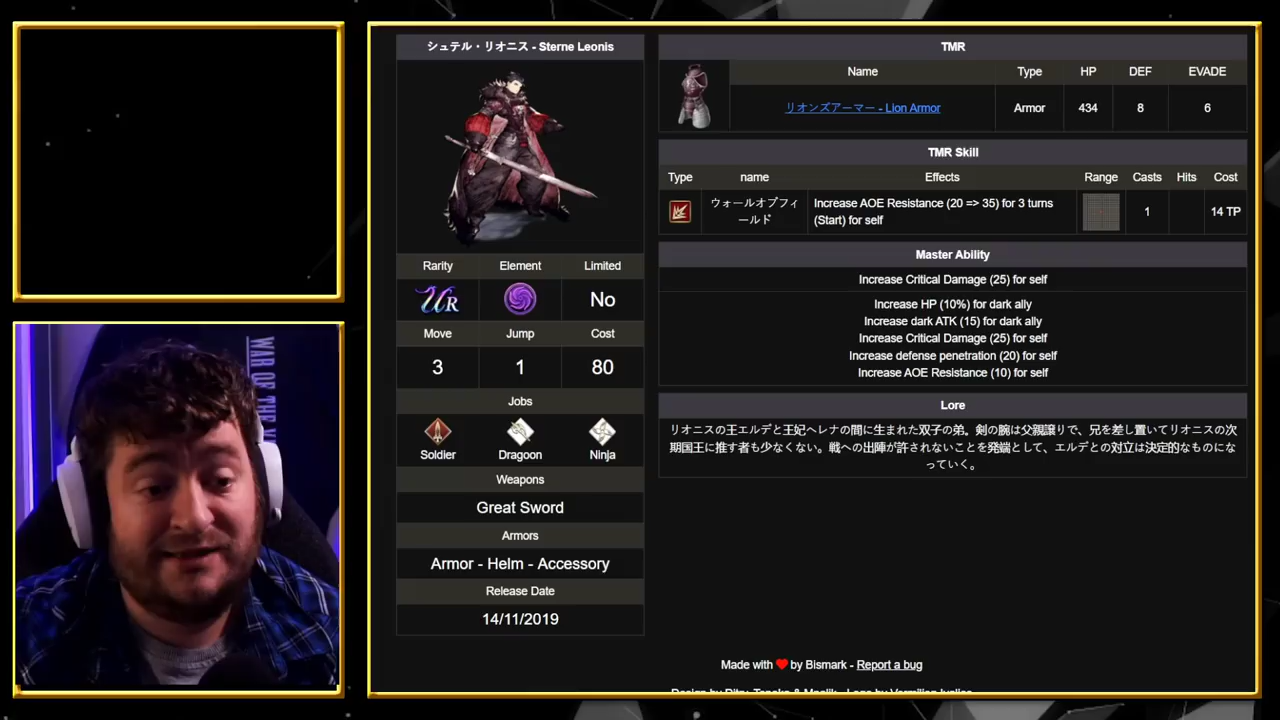 シュテル・リオニス - Sterne Leonis
Rarity Element Limited
UR No
Move Jump Cost
3 1 80
Jobs
Soldier Dragoon Ninja
Weapons
Great Sword
Armors
Armor - Helm - Accessory
Release Date
14/11/2019
TMR
Name Type HP DEF EVADE
リオンズアーマー - Lion Armor Armor 434 8 6
TMR Skill
Type name Effects Range Casts Hits Cost
ウォールオブフィ
ールド
Increase AOE Resistance (20 => 35) for 3 turns
(Start) for self
1 14 TP
Master Ability
Increase Critical Damage (25) for self
Increase HP (10%) for dark ally
Increase dark ATK (15) for dark ally
Increase Critical Damage (25) for self
Increase defense penetration (20) for self
Increase AOE Resistance (10) for self
Lore
リオニスの王エルデと王妃ヘレナの間に生まれた双子の弟。剣の腕は父親譲りで、兄を差し置いてリオニスの次
期国王に推す者も少なくない。戦への出陣が許されないことを発端として、エルデとの対立は決定的なものにな
っていく。
Made with ❤ by Bismark - Report a bug
WAR OF THE